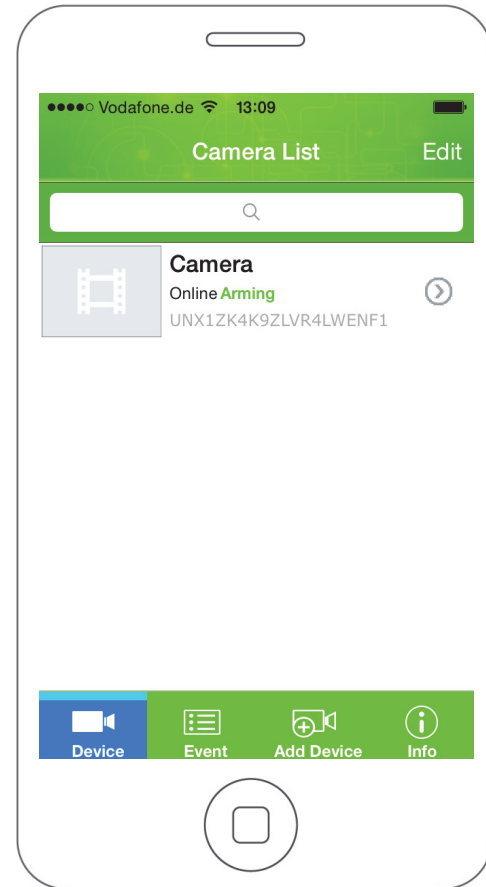 Vodafone.de 13:09
Camera List Edit
Camera
Online Arming
UNX1ZK4K9ZLVR4LWENF1
Device Event Add Device Info